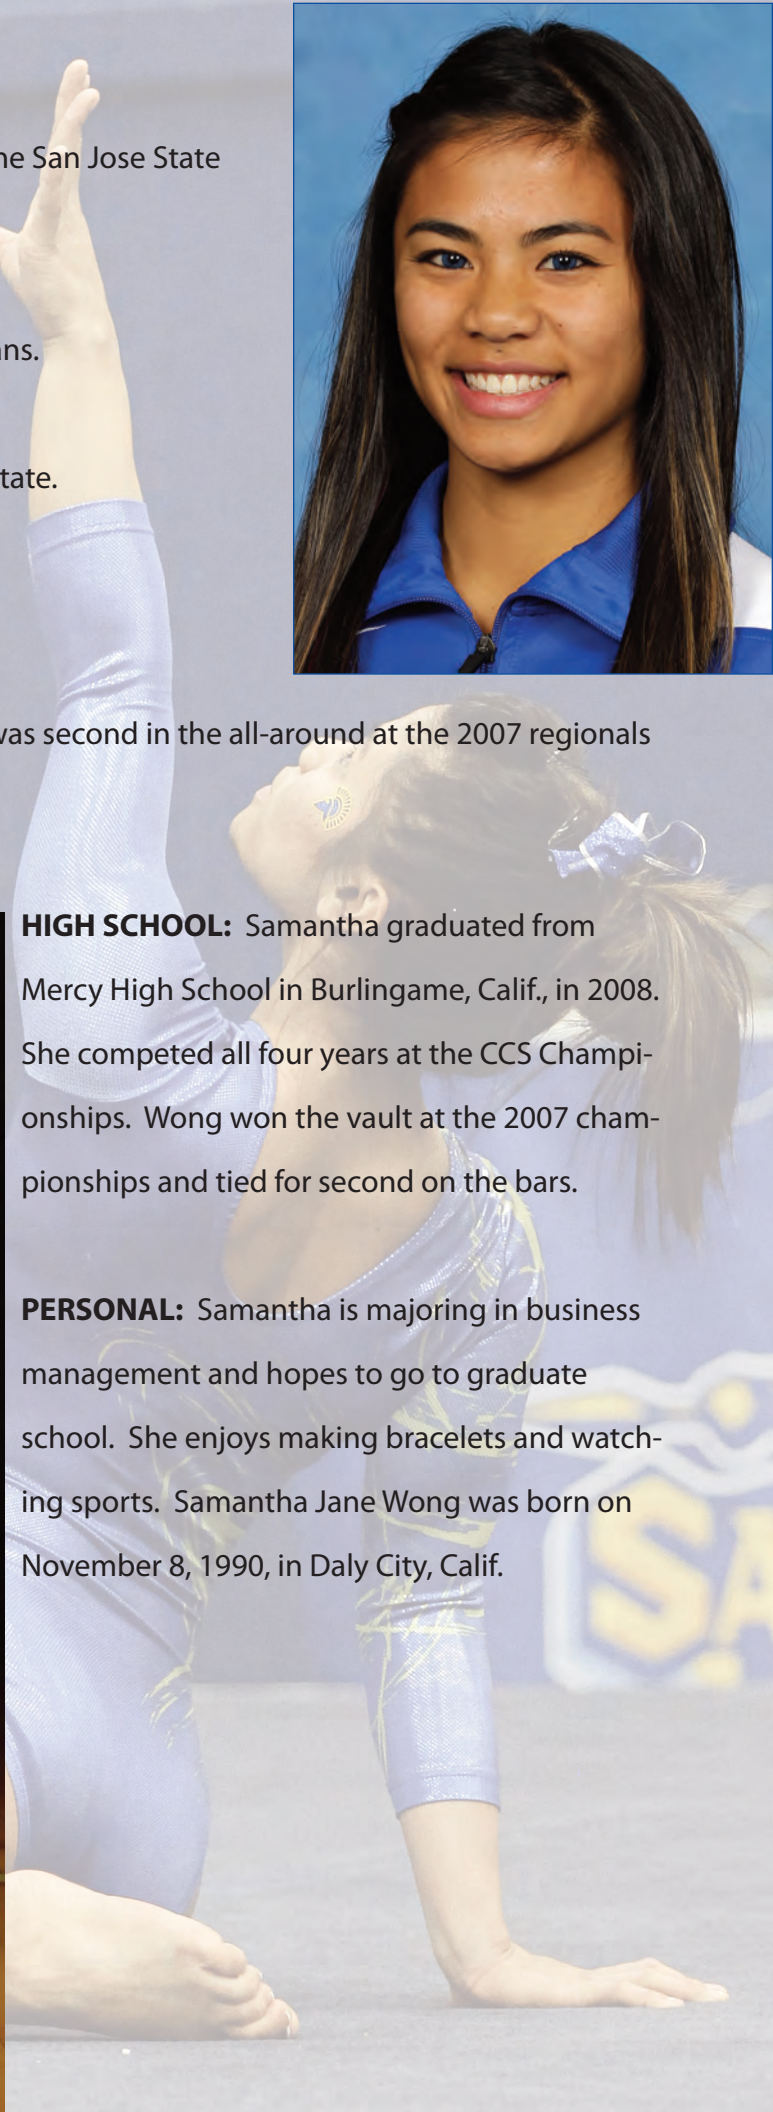 he San Jose State
ans.
tate.
was second in the all-around at the 2007 regionals
HIGH SCHOOL: Samantha graduated from
Mercy High School in Burlingame, Calif., in 2008.
She competed all four years at the CCS Champi-
onships. Wong won the vault at the 2007 cham-
pionships and tied for second on the bars.
PERSONAL: Samantha is majoring in business
management and hopes to go to graduate
school. She enjoys making bracelets and watch-
ing sports. Samantha Jane Wong was born on
November 8, 1990, in Daly City, Calif.
SA